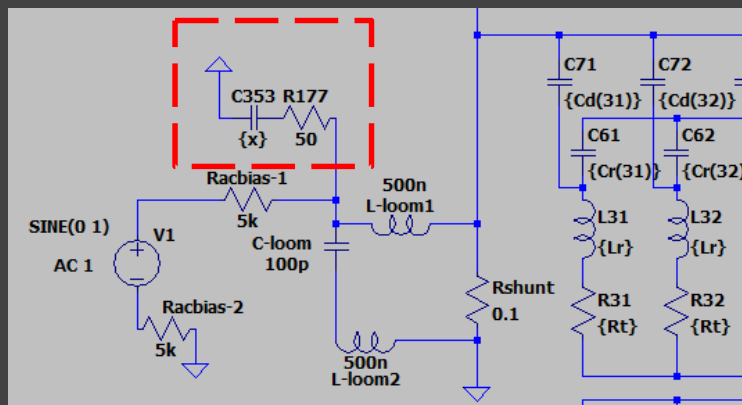 C353 R177
{x}
50
Racbias-1
5k
SINE(0 1)
V1
AC 1
Racbias-2
5k
C-loom
100p
500n
L-loom1
500n
L-loom2
Rshunt
0.1
C71
{Cd(31)}
C72
{Cd(32)}
C61
{Cr(31)}
C62
{Cr(32)
L31
{Lr}
L32
{Lr}
R31
{Rt}
R32
{Rt}